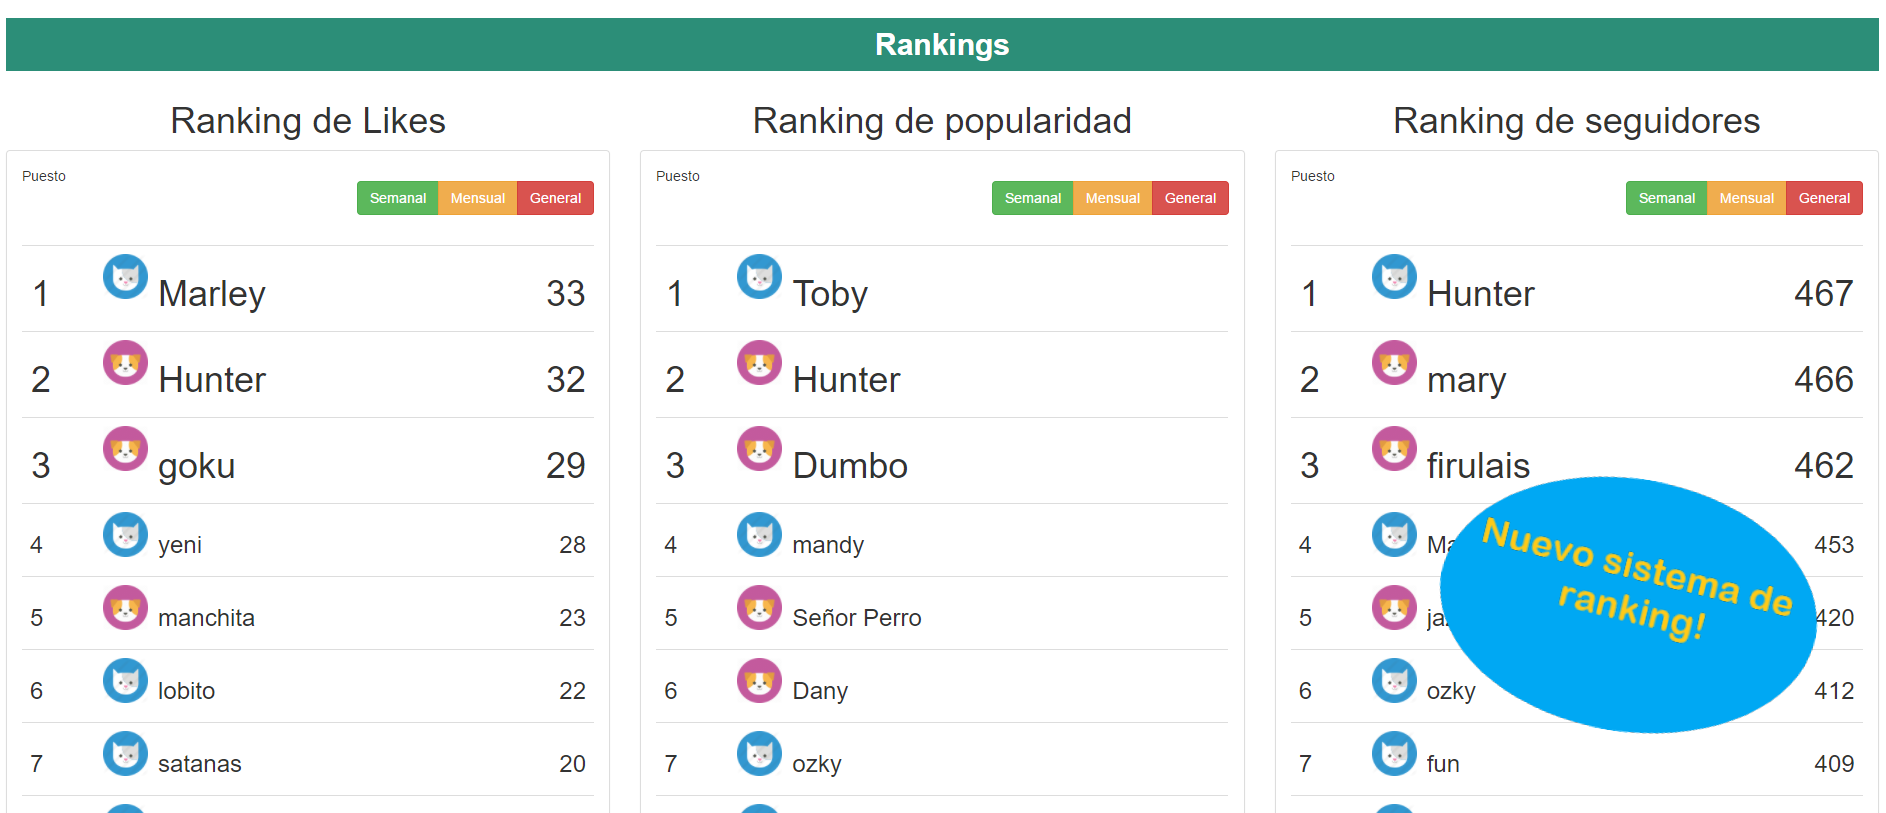 Rankings
Ranking de Likes
Puesto
Semanal Mensual General
1 Marley 33
2 Hunter 32
3 goku 29
4 yeni 28
5 manchita 23
6 lobito 22
7 satanas 20
Ranking de popularidad
Puesto
Semanal Mensual General
1 Toby
2 Hunter
3 Dumbo
4 mandy
5 Señor Perro
6 Dany
7 ozky
Ranking de seguidores
Puesto
Semanal Mensual General
1 Hunter 467
2 mary 466
3 firulais 462
4 453
5 420
6 ozky 412
7 fun 409
Nuevo sistema de
ranking!